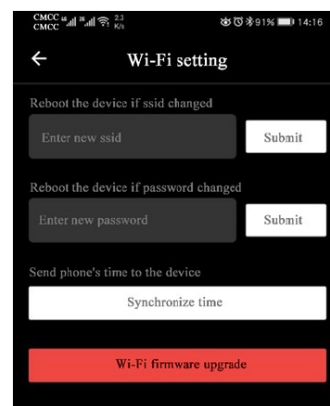 CMCC 2.3 91% 14:16
CMCC K/s
Wi-Fi setting
Reboot the device if ssid changed
Enter new ssid Submit
Reboot the device if password changed
Enter new password Submit
Send phone's time to the device
Synchronize time
Wi-Fi firmware upgrade